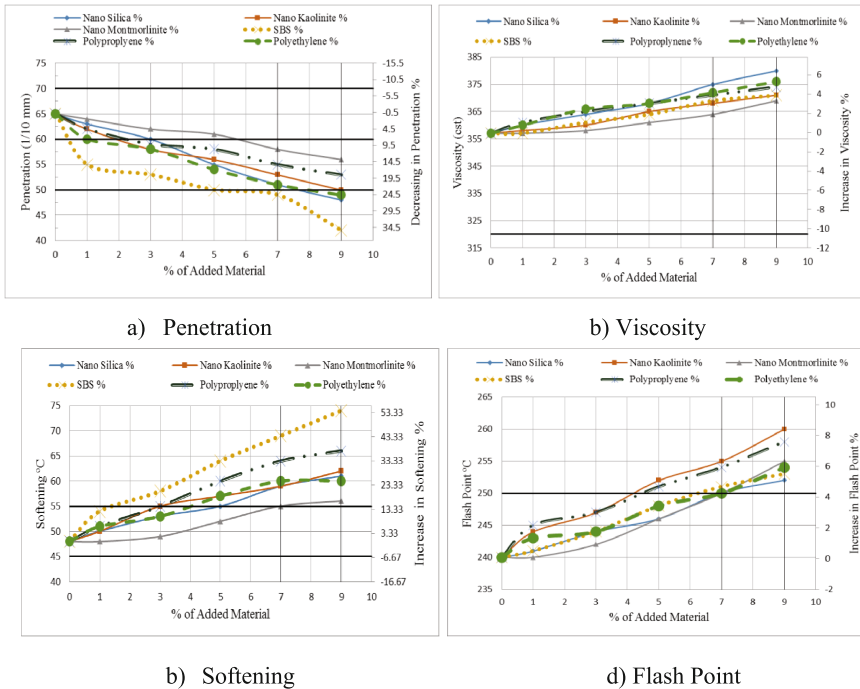 Nano Silica % Nano Kaolinite %
Nano Montmorlinite % SBS %
Polyproplyene % Polyethylene %
Penetration (1/10 mm)
75
70
65
60
55
50
45
40
-15.5
-10.5
-5.5
-0.5
4.5
9.5
14.5
19.5
24.5
29.5
34.5
Decreasing in Penetration %
0 1 2 3 4 5 6 7 8 9 10
% of Added Material
a) Penetration
Nano Silica % Nano Kaolinite % Nano Montmorlinite %
SBS % Polypropynene % Polyethylene %
Viscosity (cst)
385
375
365
355
345
335
325
315
6
4
2
0
-2
-4
-6
-8
-10
-12
Increase in Viscosity %
0 1 2 3 4 5 6 7 8 9 10
% of Added Material
b) Viscosity
Nano Silica % Nano Kaolinite % Nano Montmorlinite %
SBS % Polyproplyene % Polyethylene %
Softening °C
75
70
65
60
55
50
45
40
53.33
43.33
33.33
23.33
13.33
3.33
-6.67
-16.67
Increase in Softening %
0 1 2 3 4 5 6 7 8 9 10
% of Added Material
b) Softening
Nano Silica % Nano Kaolinite % Nano Montmorlinite %
SBS % Polyproplyene % Polyethylene %
Flash Point °C
265
260
255
250
245
240
235
10
8
6
4
2
0
-2
Increase in Flash Point %
0 1 2 3 4 5 6 7 8 9 10
% of Added Material
d) Flash Point